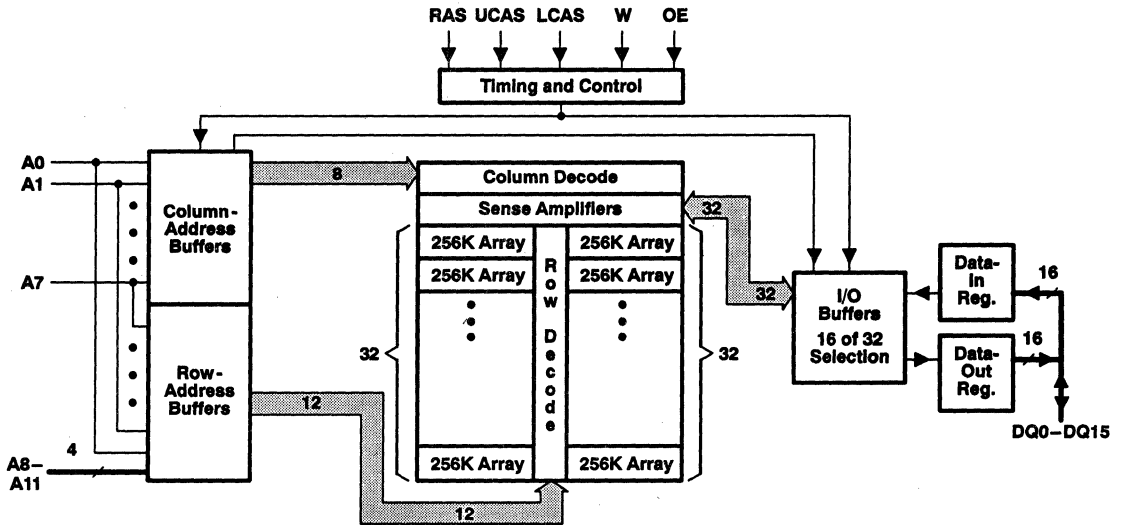 RAS UCAS LCAS W OE
Timing and Control
A0
A1
A7
4
A8–
A11
Column-
Address
Buffers
Row-
Address
Buffers
8
12
12
Column Decode
Sense Amplifiers
256K Array
256K Array
256K Array
256K Array
256K Array
256K Array
Row Decode
32
32
32
32
I/O
Buffers
16 of 32
Selection
Data-
In
Reg.
16
Data-
Out
Reg.
16
DQ0–DQ15